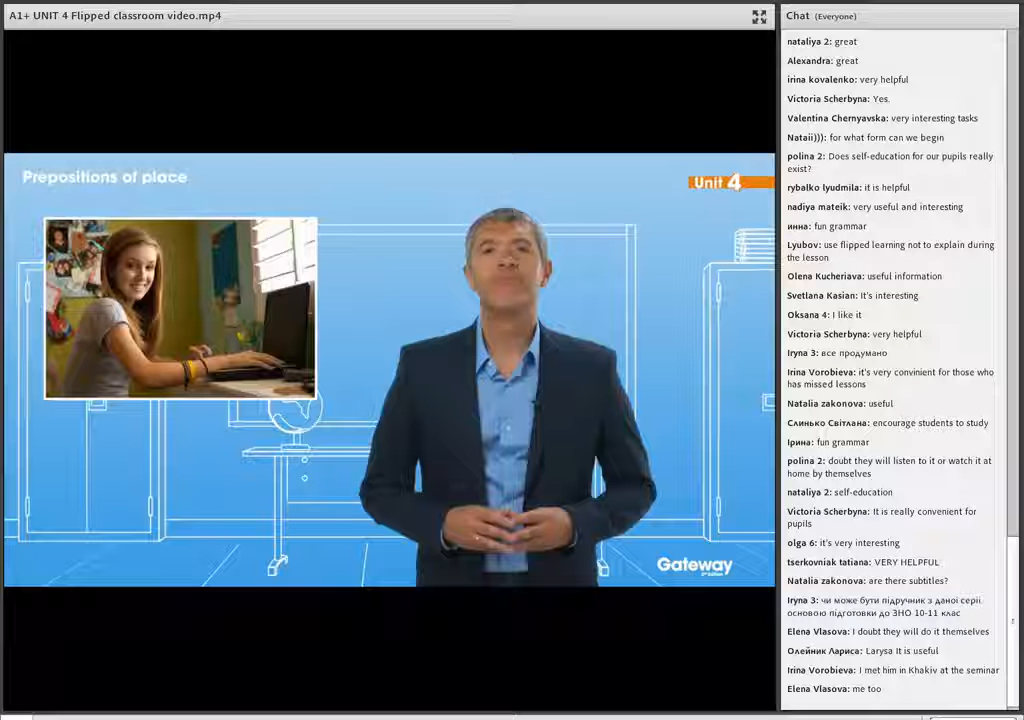 A1+ UNIT 4 Flipped classroom video.mp4
Prepositions of place
Unit 4
Gateway
2nd Edition
Chat (Everyone)
nataliya 2: great
Alexandra: great
irina kovalenko: very helpful
Victoria Scherbyna: Yes.
Valentina Chernyavska: very interesting tasks
Nataii))): for what form can we begin
polina 2: Does self-education for our pupils really
exist?
rybalko lyudmila: it is helpful
nadiya mateik: very useful and interesting
инна: fun grammar
Lyubov: use flipped learning not to explain during
the lesson
Olena Kucheriava: useful information
Svetlana Kasian: It's interesting
Oksana 4: I like it
Victoria Scherbyna: very helpful
Iryna 3: все продумано
Irina Vorobieva: it's very convinient for those who
has missed lessons
Natalia zakonova: useful
Слинько Світлана: encourage students to study
Ірина: fun grammar
polina 2: doubt they will listen to it or watch it at
home by themselves
nataliya 2: self-education
Victoria Scherbyna: It is really convenient for
pupils
olga 6: it's very interesting
tserkovniak tatiana: VERY HELPFUL
Natalia zakonova: are there subtitles?
Iryna 3: чи може бути підручник з даної серії
основою підготовки до ЗНО 10-11 клас
Elena Vlasova: I doubt they will do it themselves
Олейник Лариса: Larysa It is useful
Irina Vorobieva: I met him in Khakiv at the seminar
Elena Vlasova: me too